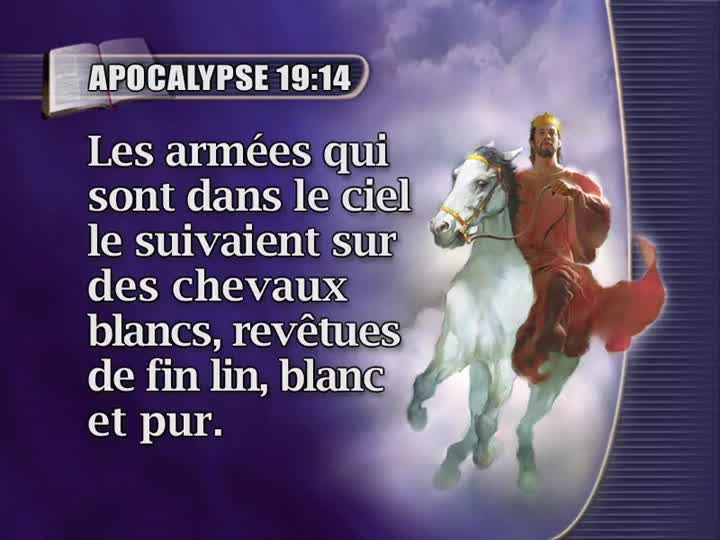 APOCALYPSE 19:14
Les armées qui
sont dans le ciel
le suivaient sur
des chevaux
blancs, revêtues
de fin lin, blanc
et pur.